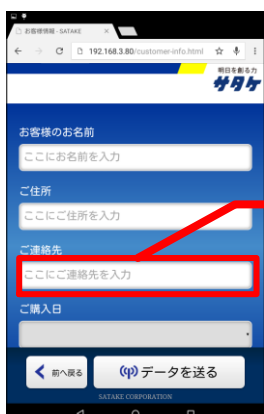 お客様情報 - SATAKE
192.168.3.80/customer-info.html
明日を創る力
サタケ
お客様のお名前
ここにお名前を入力
ご住所
ここにご住所を入力
ご連絡先
ここにご連絡先を入力
ご購入日
前へ戻る
データを送る
SATAKE CORPORATION